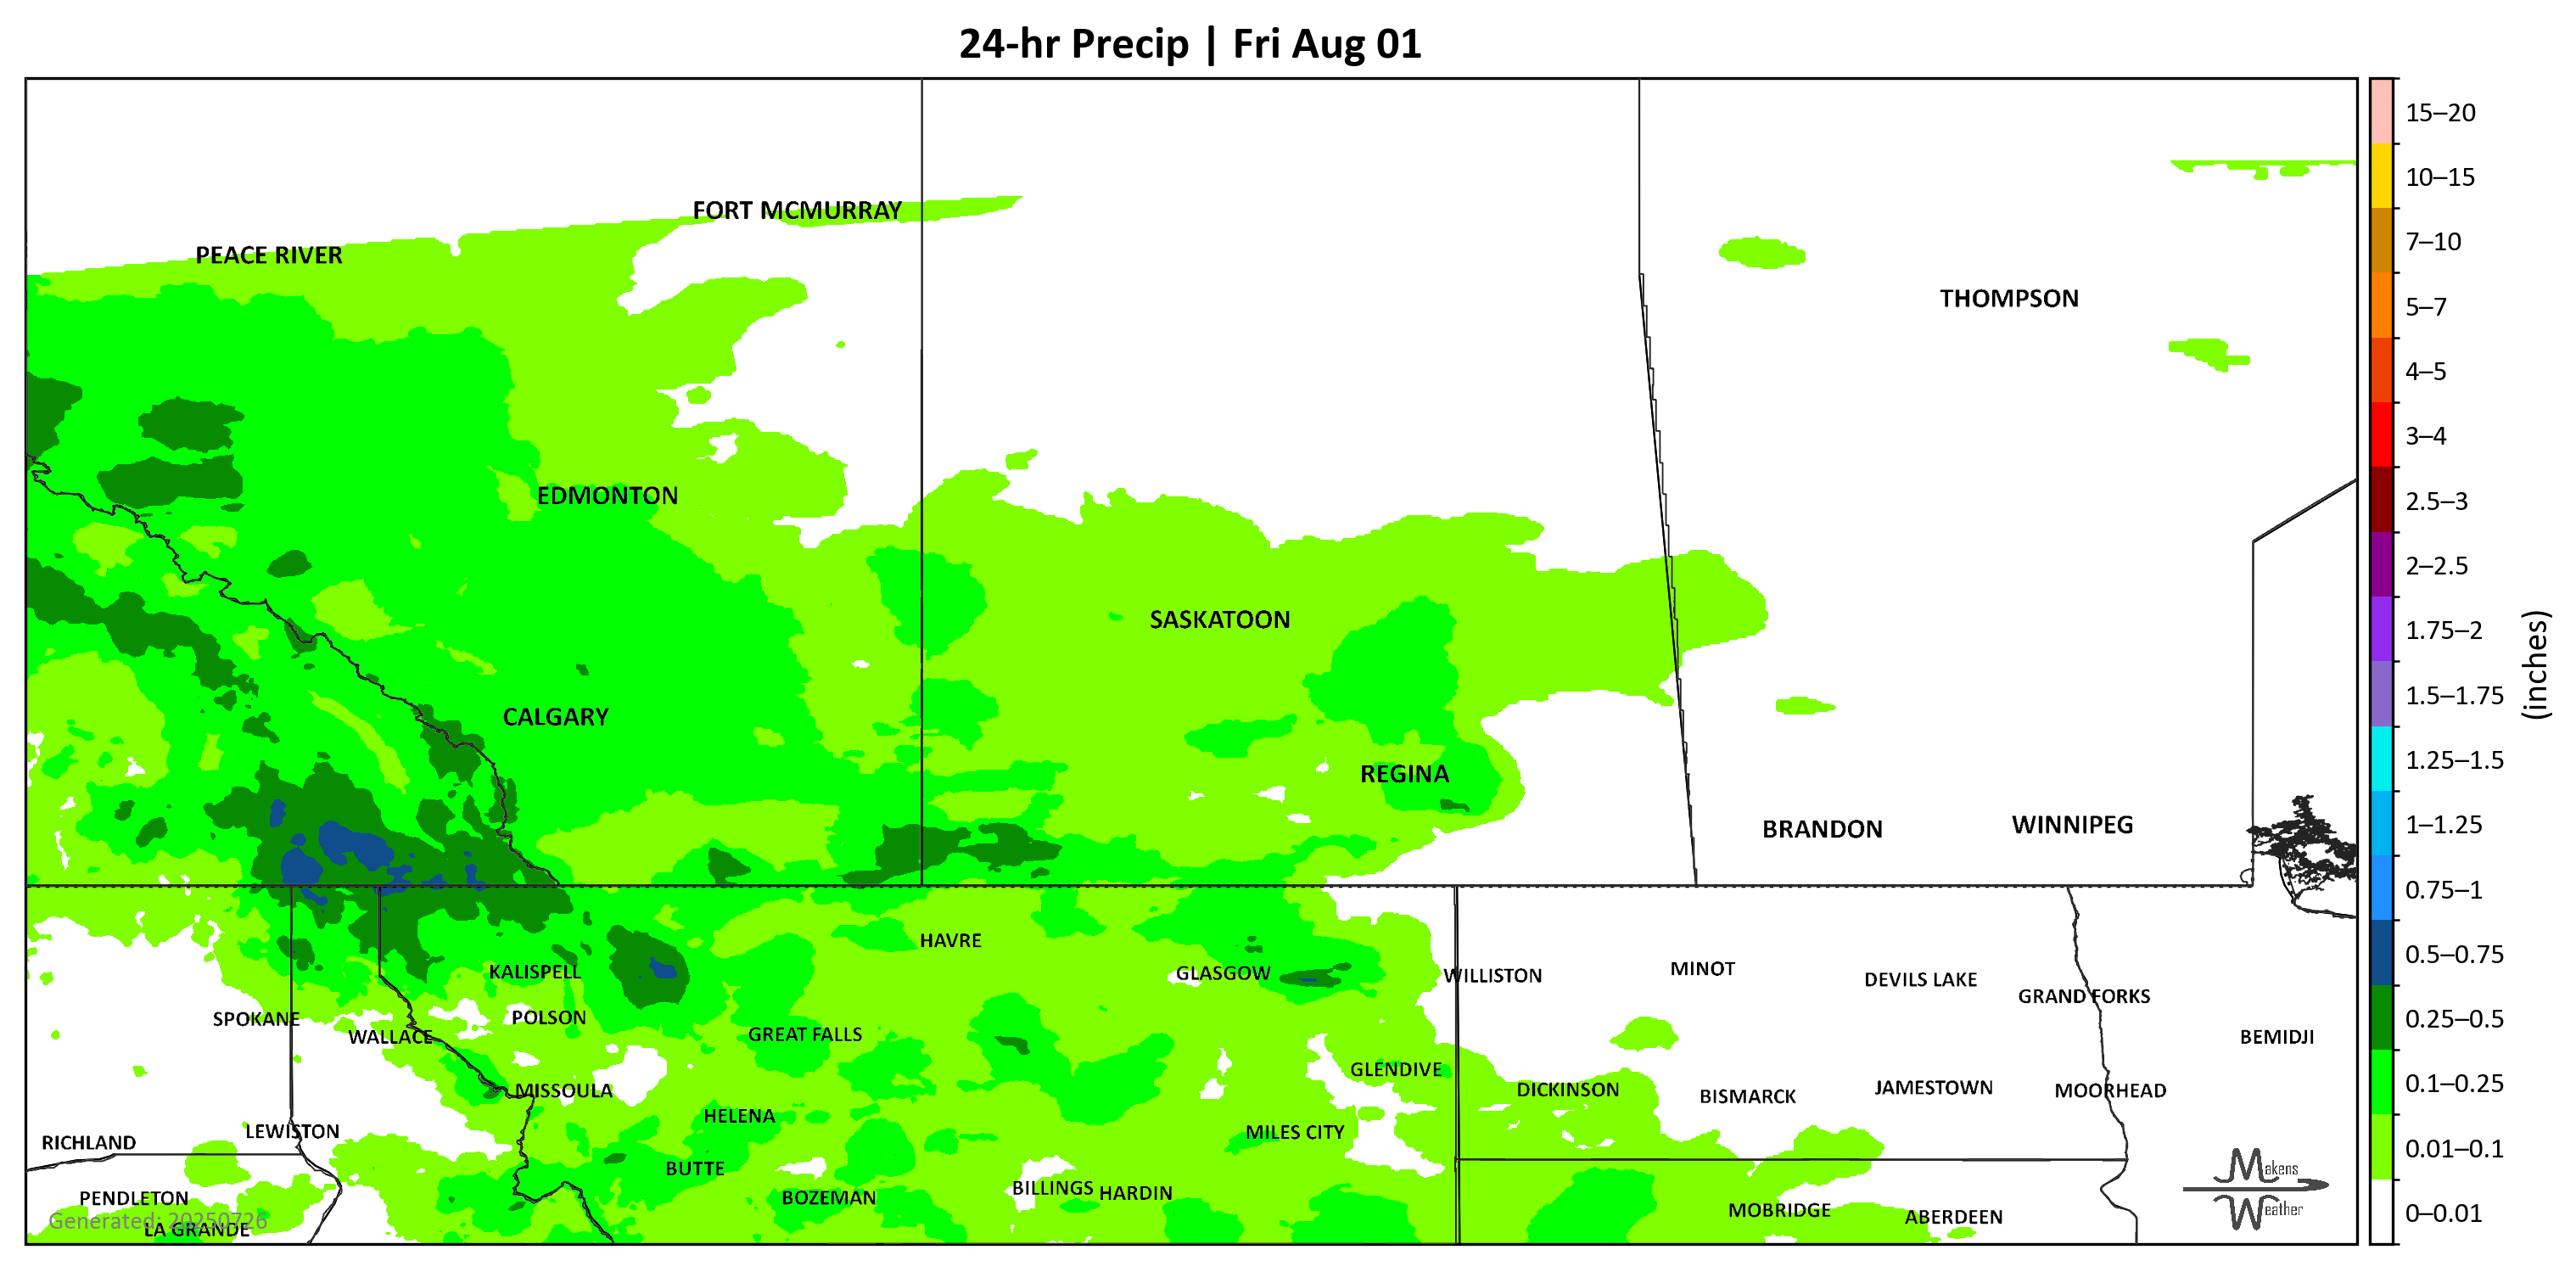 24-hr Precip | Fri Aug 01
15–20
10–15
7–10
5–7
4–5
3–4
2.5–3
2–2.5
1.75–2
1.5–1.75
1.25–1.5
1–1.25
0.75–1
0.5–0.75
0.25–0.5
0.1–0.25
0.01–0.1
0–0.01
(inches)
FORT MCMURRAY
PEACE RIVER
THOMPSON
EDMONTON
SASKATOON
CALGARY
REGINA
BRANDON
WINNIPEG
HAVRE
KALISPELL
GLASGOW
WILLISTON
MINOT
DEVILS LAKE
GRAND FORKS
SPOKANE
POLSON
WALLACE
GREAT FALLS
BEMIDJI
GLENDIVE
MISSOULA
DICKINSON
BISMARCK
JAMESTOWN
MOORHEAD
HELENA
LEWISTON
MILES CITY
RICHLAND
BUTTE
PENDLETON
BOZEMAN
BILLINGS
HARDIN
MOBRIDGE
ABERDEEN
Generated: 20250726
LA GRANDE
Makens
Weather